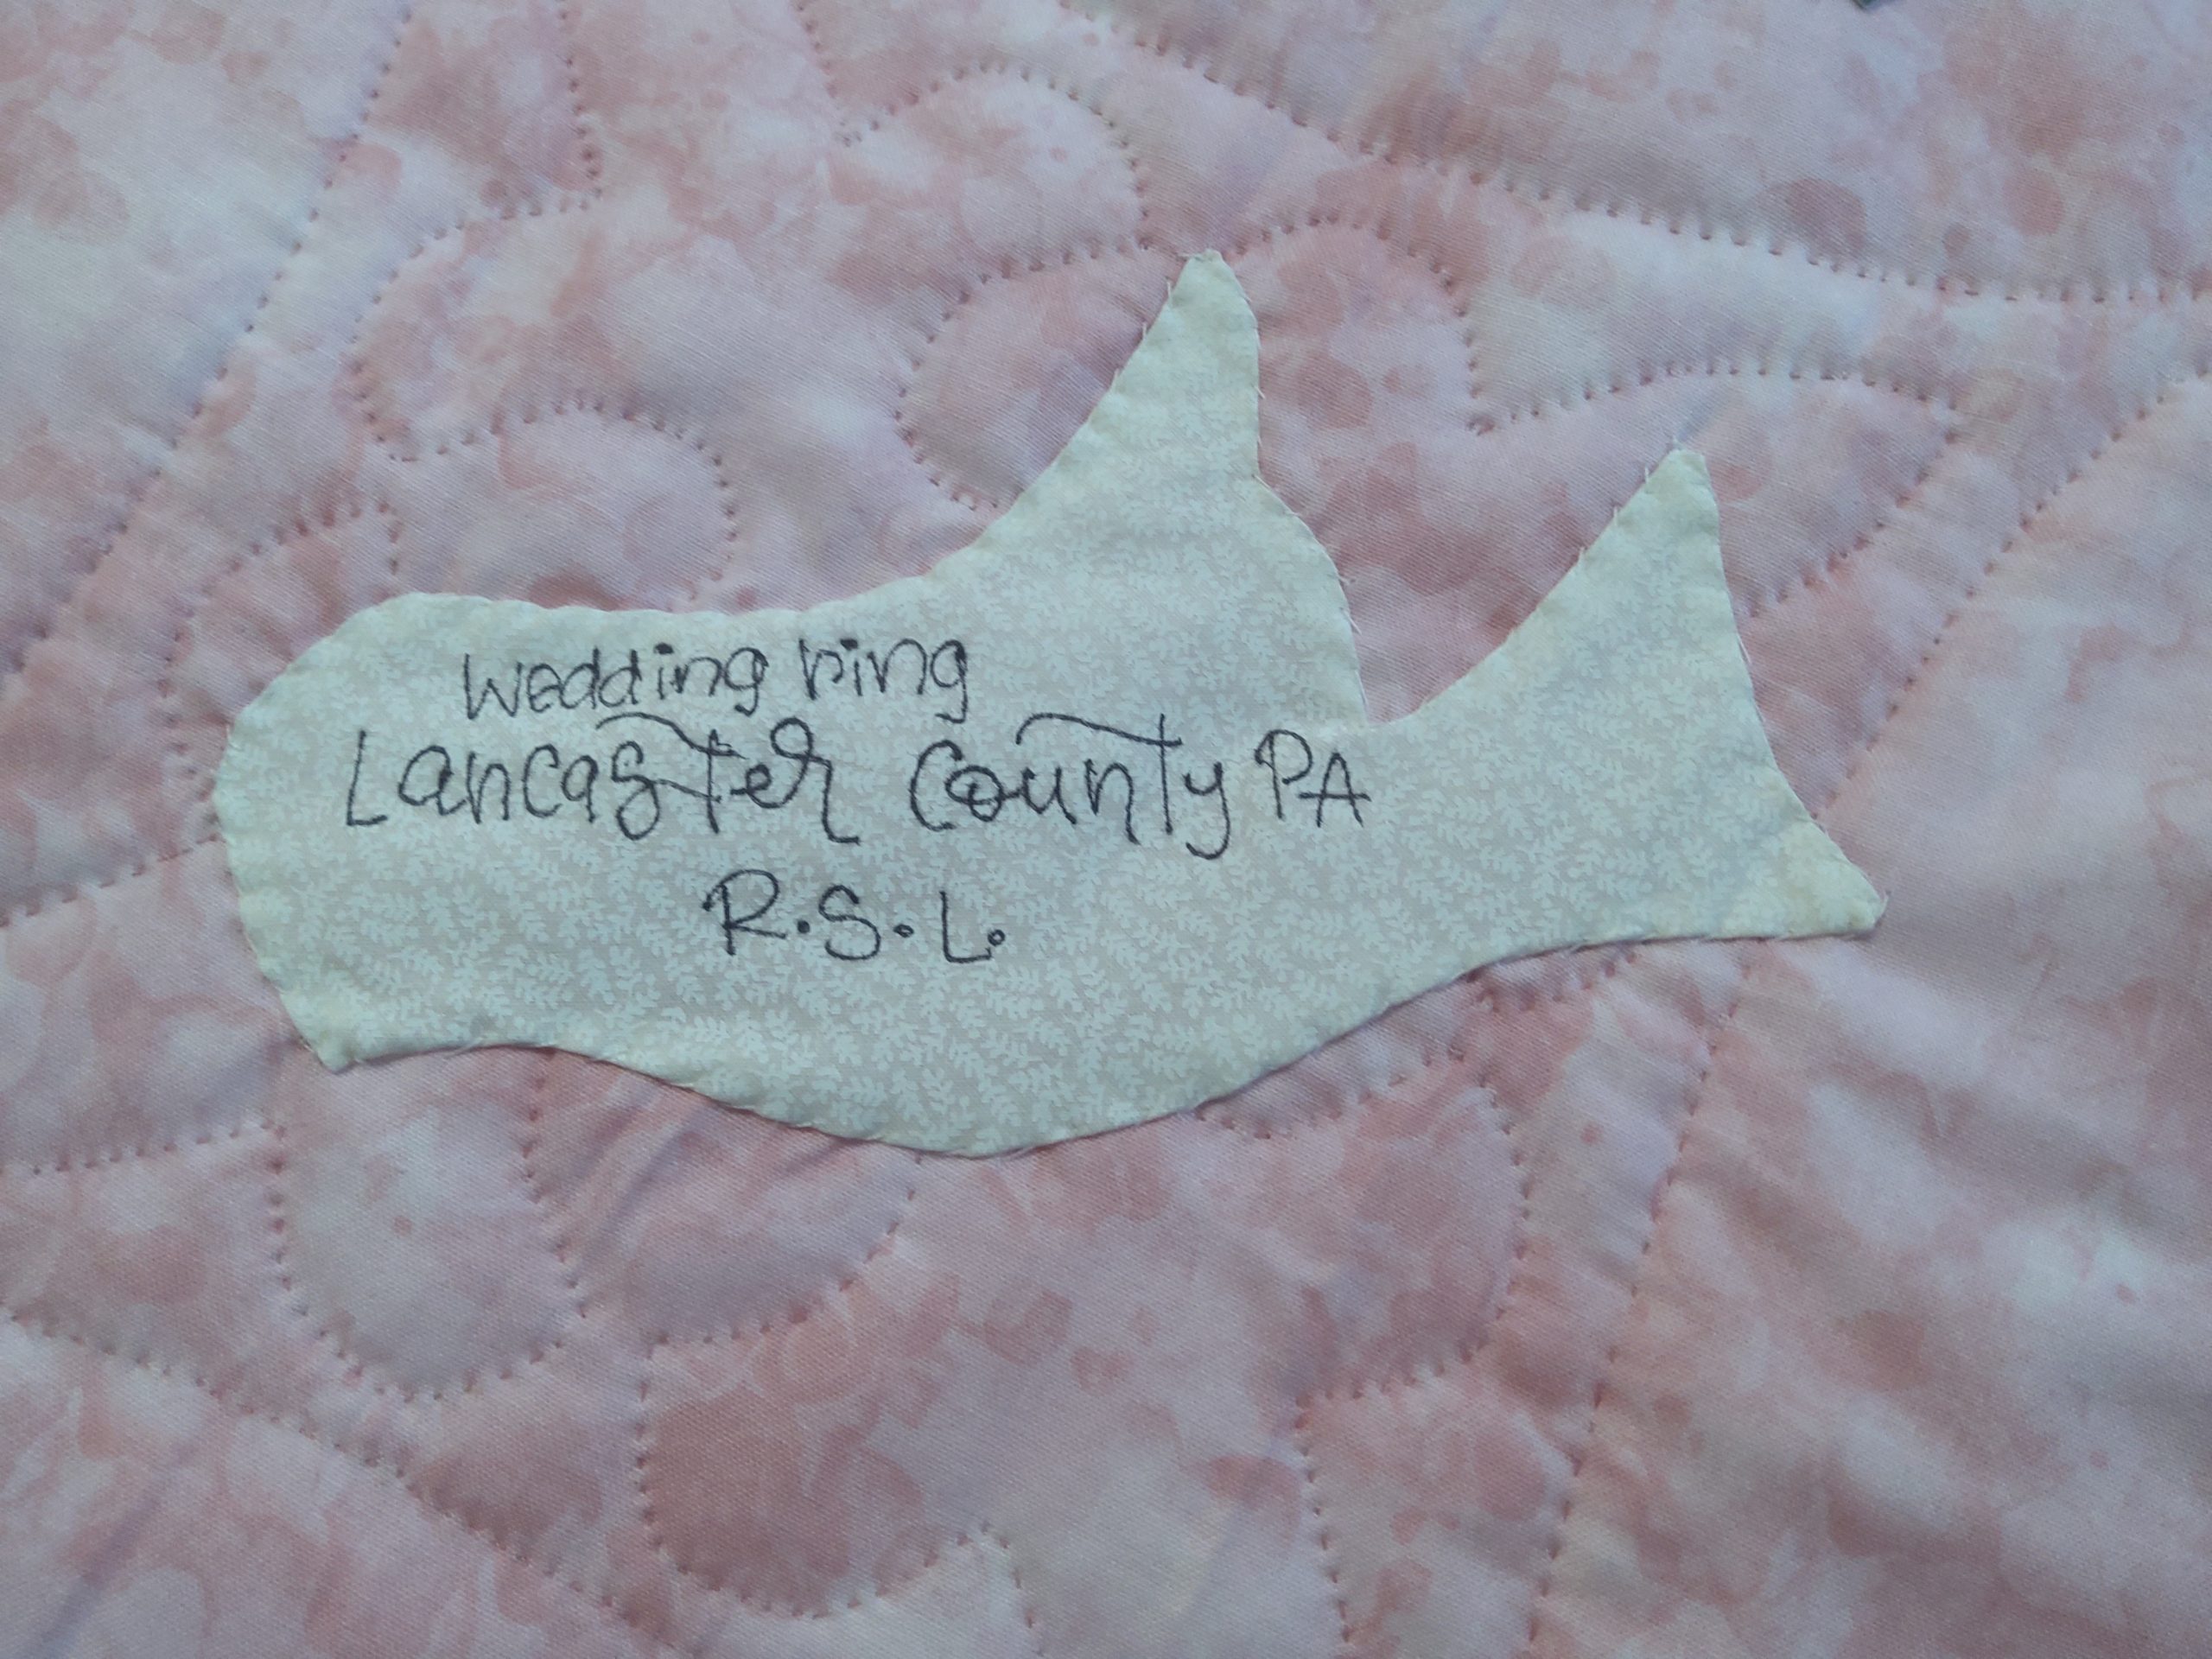 Wedding ring
Lancaster County PA
R.S.L.